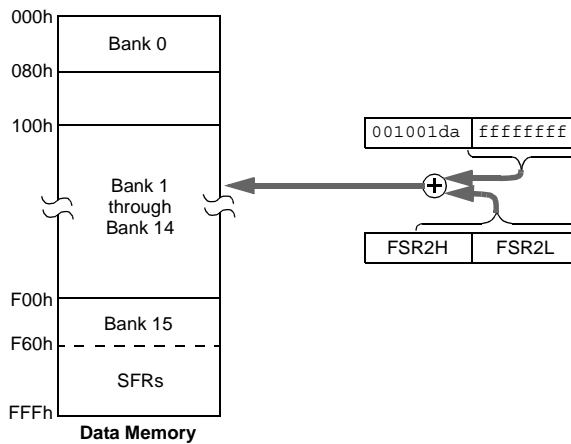 000h
Bank 0
080h
100h
001001da ffffffff
Bank 1
through
Bank 14
FSR2H FSR2L
F00h
Bank 15
F60h
SFRs
FFFh
Data Memory